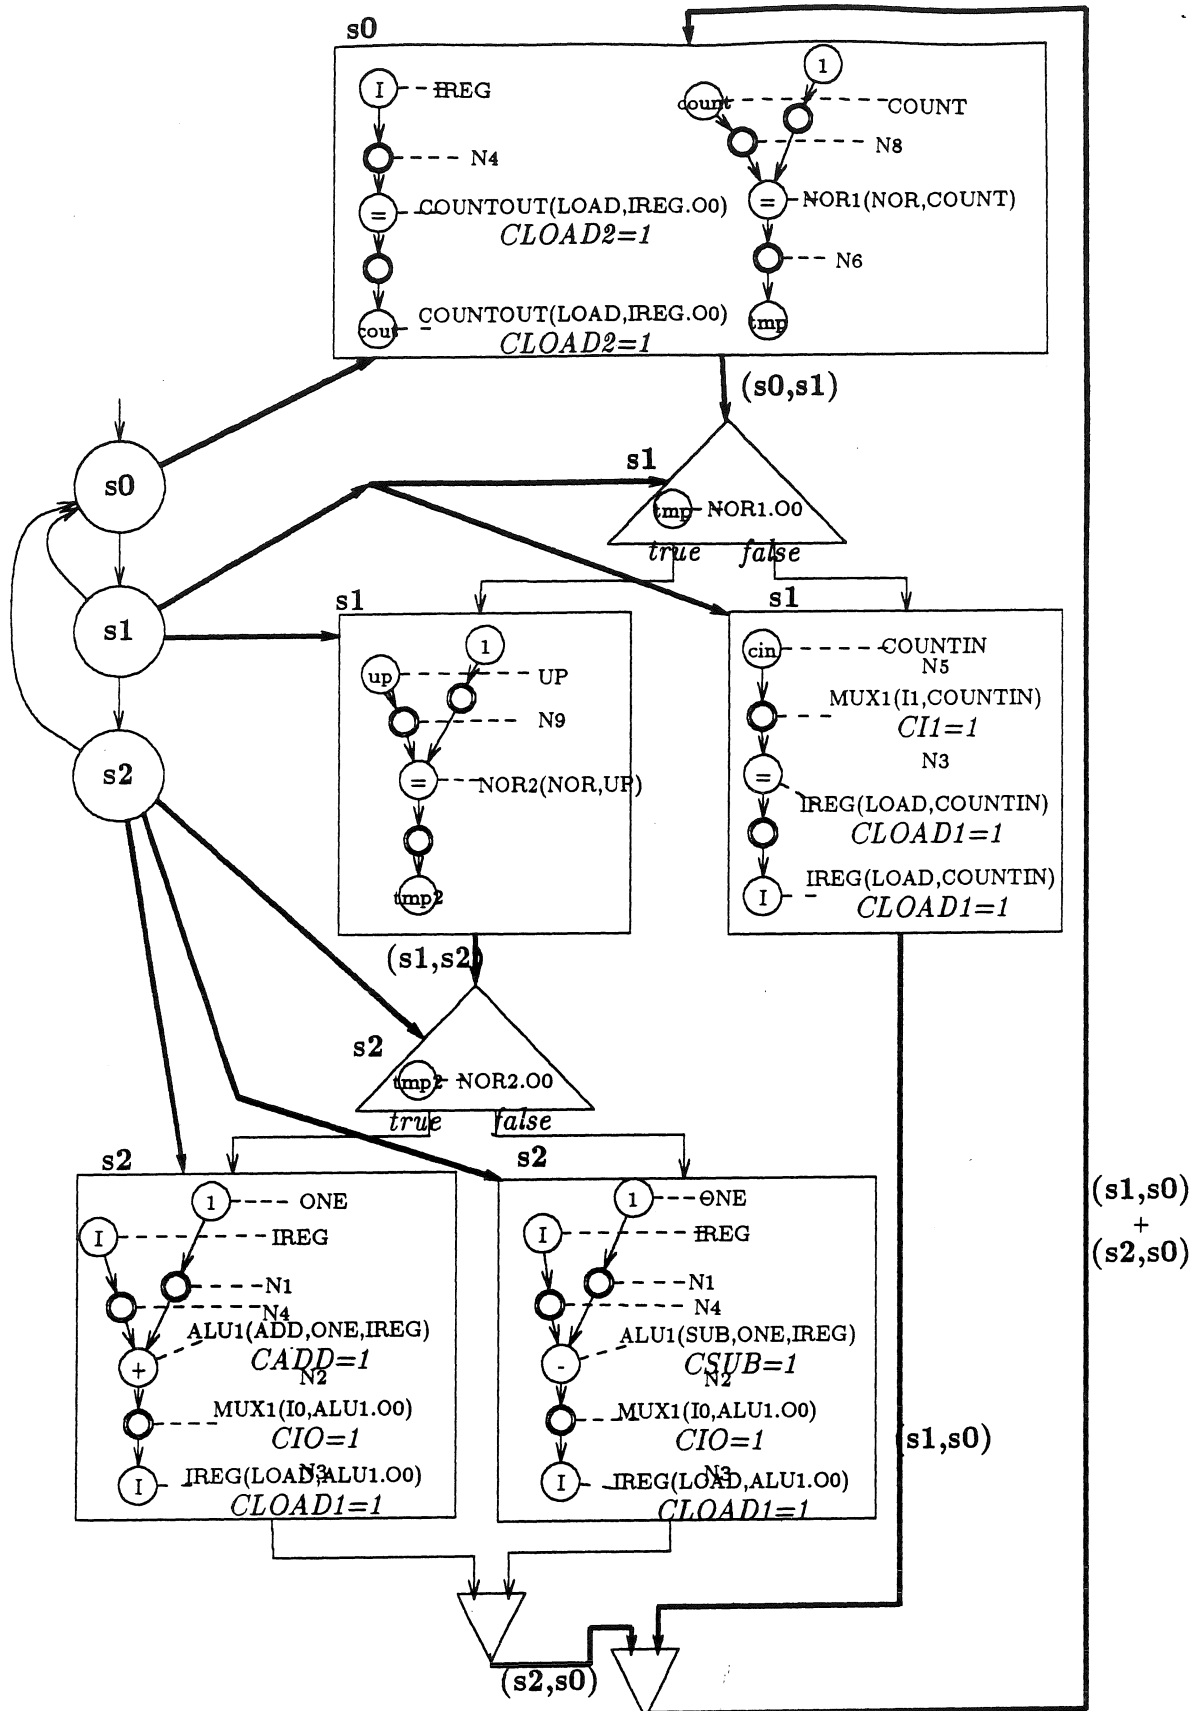 s0
I IREG
1
count COUNT
N4
N8
= COUNTOUT(LOAD,IREG.O0)
CLOAD2=1
= NOR1(NOR,COUNT)
N6
cout COUNTOUT(LOAD,IREG.O0)
CLOAD2=1
tmp
(s0,s1)
s0
s1
tmp NOR1.O0
true false
s1
s1
s1
1
up UP
N9
= NOR2(NOR,UP)
tmp2
cin COUNTIN
N5
MUX1(I1,COUNTIN)
CI1=1
N3
= IREG(LOAD,COUNTIN)
CLOAD1=1
I IREG(LOAD,COUNTIN)
CLOAD1=1
s2
(s1,s2)
s2
tmp2 NOR2.O0
true false
s2
1 ONE
I IREG
N1
N4
ALU1(ADD,ONE,IREG)
+ CADD=1
N2
MUX1(I0,ALU1.O0)
CIO=1
N3
I IREG(LOAD,ALU1.O0)
CLOAD1=1
s2
1 ONE
I IREG
N1
N4
ALU1(SUB,ONE,IREG)
- CSUB=1
N2
MUX1(I0,ALU1.O0)
CIO=1
N3
I IREG(LOAD,ALU1.O0)
CLOAD1=1
(s1,s0)
+
(s2,s0)
(s1,s0)
(s2,s0)